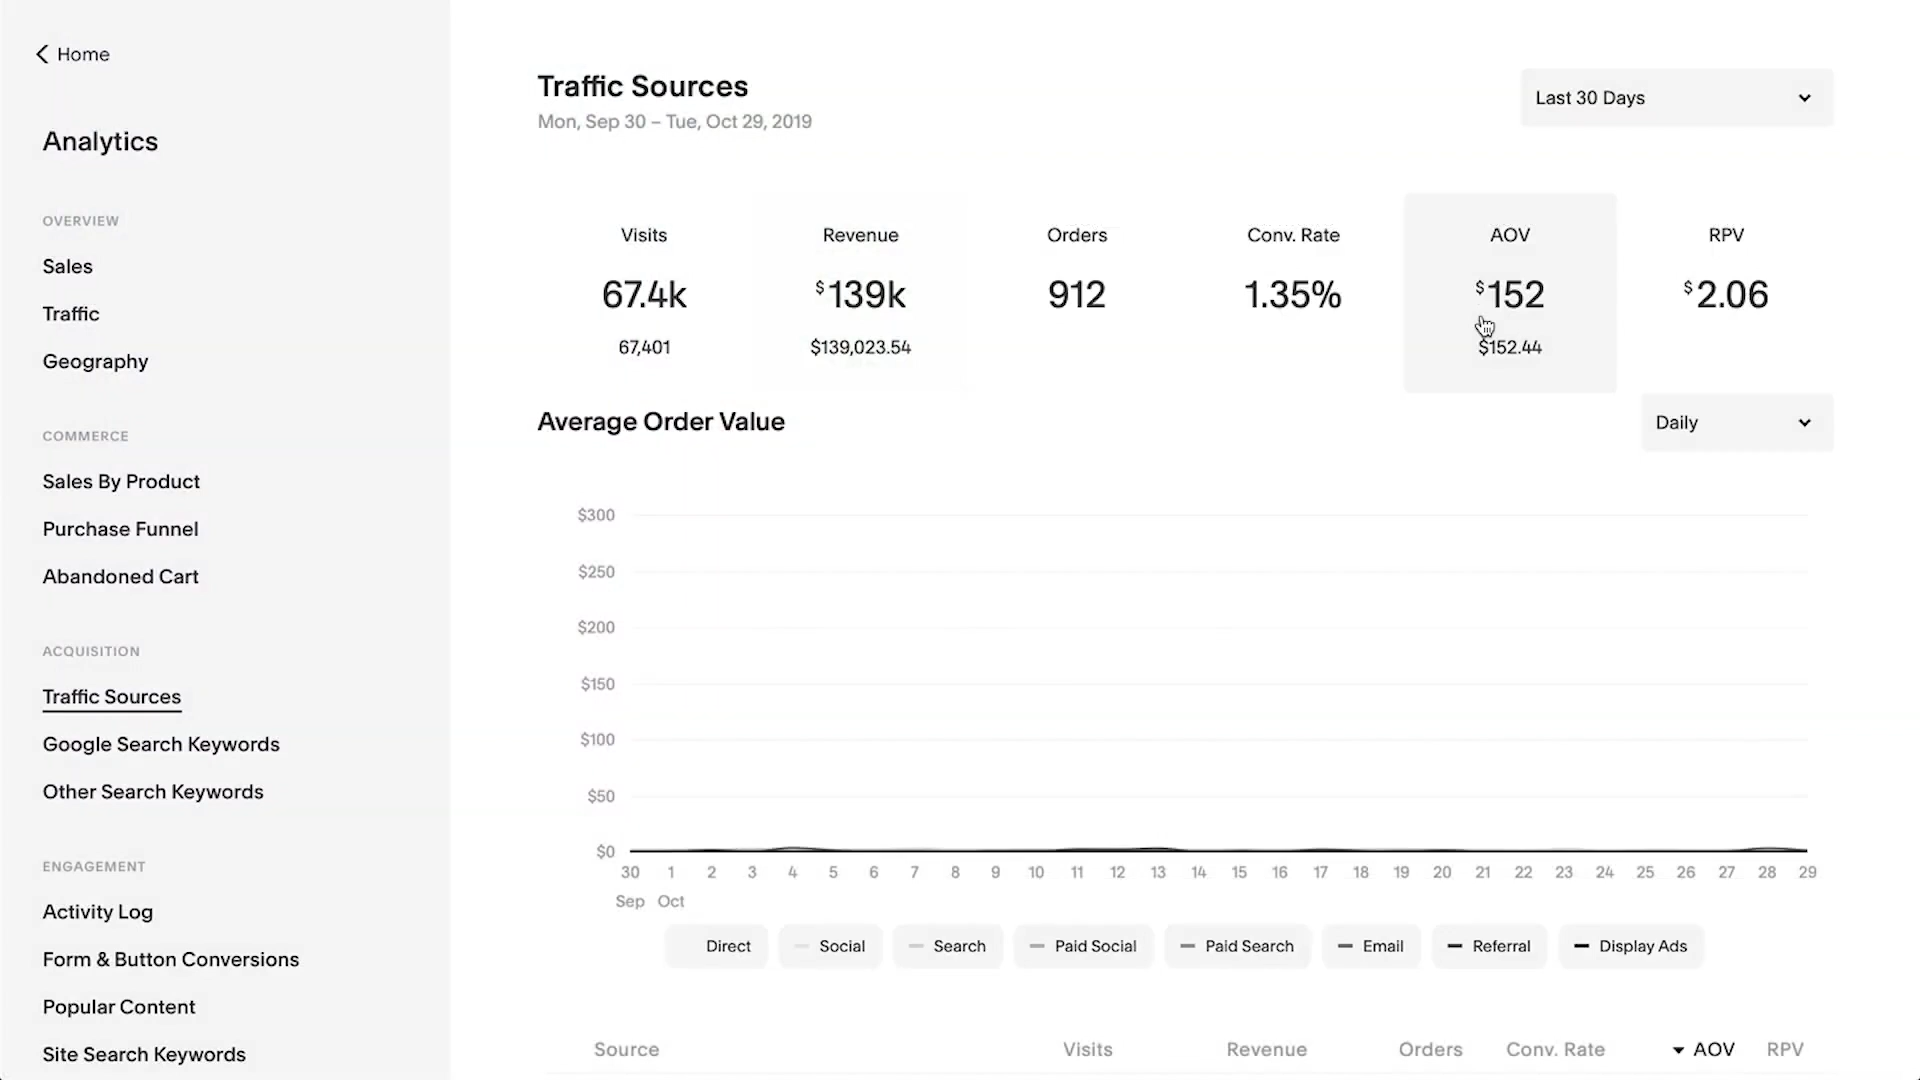 Home
Analytics
OVERVIEW
Sales
Traffic
Geography
COMMERCE
Sales By Product
Purchase Funnel
Abandoned Cart
ACQUISITION
Traffic Sources
Google Search Keywords
Other Search Keywords
ENGAGEMENT
Activity Log
Form & Button Conversions
Popular Content
Site Search Keywords
Traffic Sources
Mon, Sep 30 – Tue, Oct 29, 2019
Last 30 Days
Visits Revenue Orders Conv. Rate AOV RPV
67.4k $139k 912 1.35% $152 $2.06
67,401 $139,023.54 $152.44
Average Order Value
Daily
$300
$250
$200
$150
$100
$50
$0
30 1 2 3 4 5 6 7 8 9 10 11 12 13 14 15 16 17 18 19 20 21 22 23 24 25 26 27 28 29
Sep Oct
Direct Social Search Paid Social Paid Search Email Referral Display Ads
Source Visits Revenue Orders Conv. Rate AOV RPV